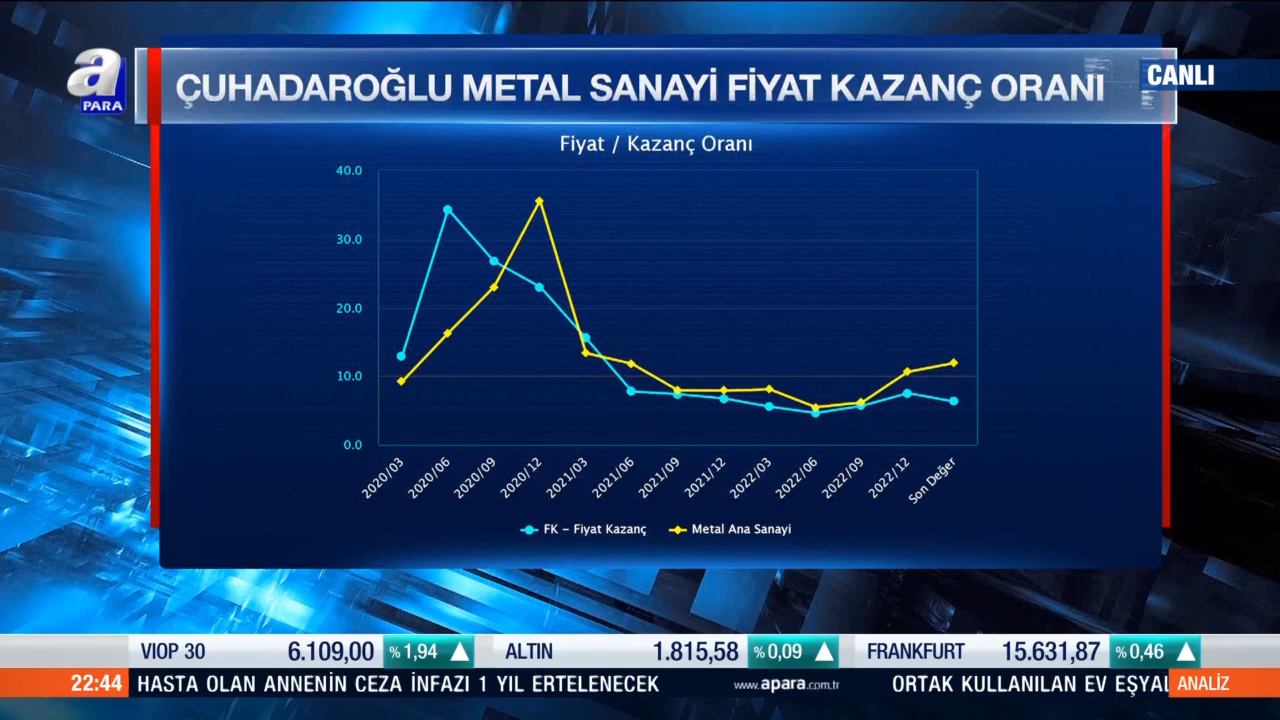 a
PARA
ÇUHADAROĞLU METAL SANAYİ FİYAT KAZANÇ ORANI
CANLI
Fiyat / Kazanç Oranı
40.0
30.0
20.0
10.0
0.0
2020/03
2020/06
2020/09
2020/12
2021/03
2021/06
2021/09
2021/12
2022/03
2022/06
2022/09
2022/12
Son Değer
FK - Fiyat Kazanç
Metal Ana Sanayi
VIOP 30 6.109,00 %1,94
ALTIN 1.815,58 %0,09
FRANKFURT 15.631,87 %0,46
22:44 HASTA OLAN ANNENİN CEZA İNFAZI 1 YIL ERTELENECEK www.apara.com.tr ORTAK KULLANILAN EV EŞYAL ANALİZ